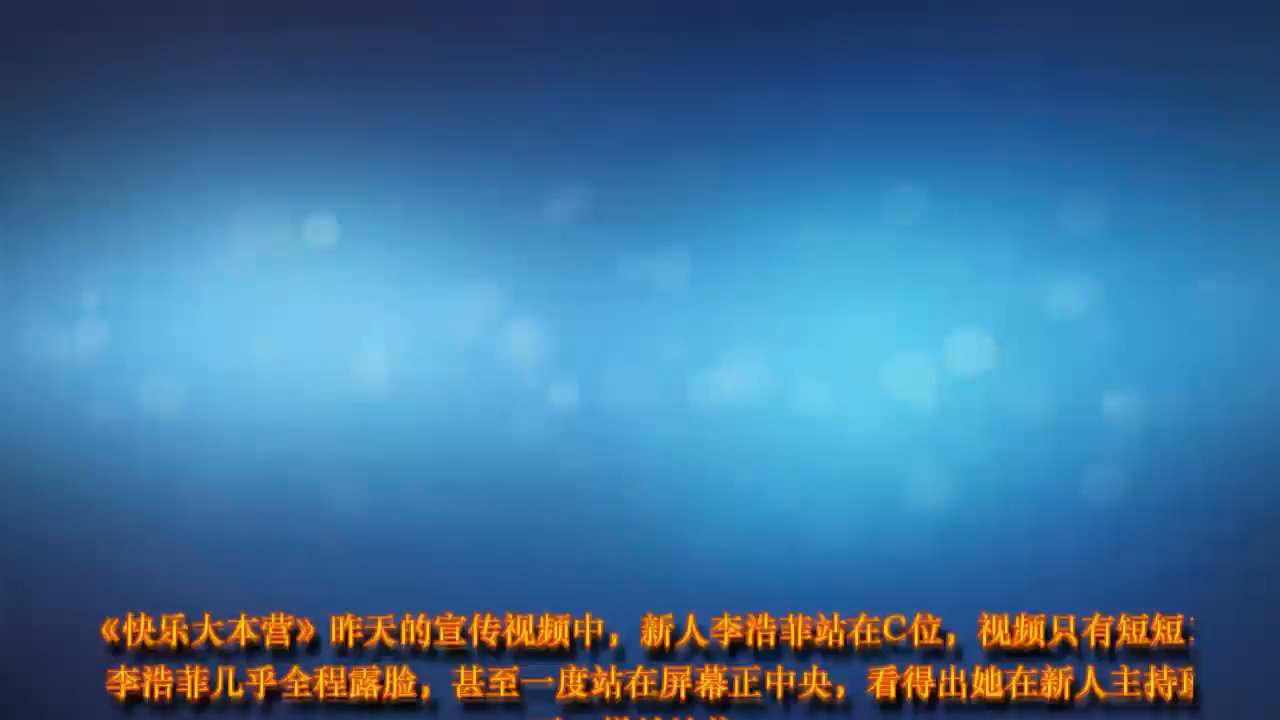 《快乐大本营》昨天的宣传视频中，新人李浩菲站在C位，视频只有短短
李浩菲几乎全程露脸，甚至一度站在屏幕正中央，看得出她在新人主持